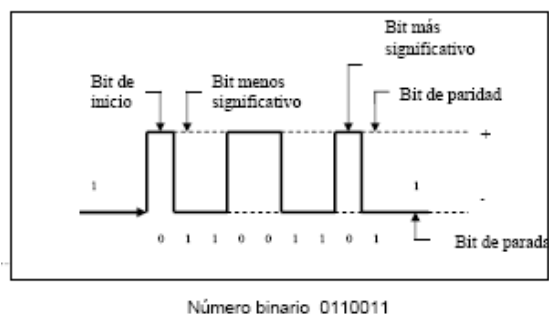 Bit más
significativo
Bit de
inicio
Bit menos
significativo
Bit de paridad
+
1
1
-
0 1 1 0 0 1 1 0 1
Bit de parada
Número binario 0110011